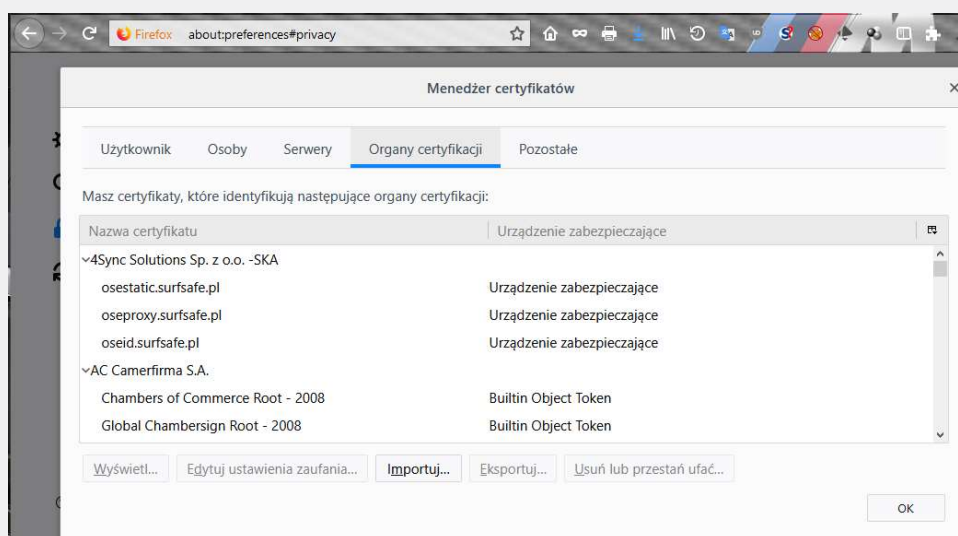 Firefox about:preferences#privacy
Menedżer certyfikatów
Użytkownik Osoby Serwery Organy certyfikacji Pozostałe
Masz certyfikaty, które identyfikują następujące organy certyfikacji:
Nazwa certyfikatu Urządzenie zabezpieczające
4Sync Solutions Sp. z o.o. -SKA
osestatic.surfsafe.pl Urządzenie zabezpieczające
oseproxy.surfsafe.pl Urządzenie zabezpieczające
oseid.surfsafe.pl Urządzenie zabezpieczające
AC Camerfirma S.A.
Chambers of Commerce Root - 2008 Builtin Object Token
Global Chambersign Root - 2008 Builtin Object Token
Wyświetl... Edytuj ustawienia zaufania... Importuj... Eksportuj... Usuń lub przestań ufać...
OK